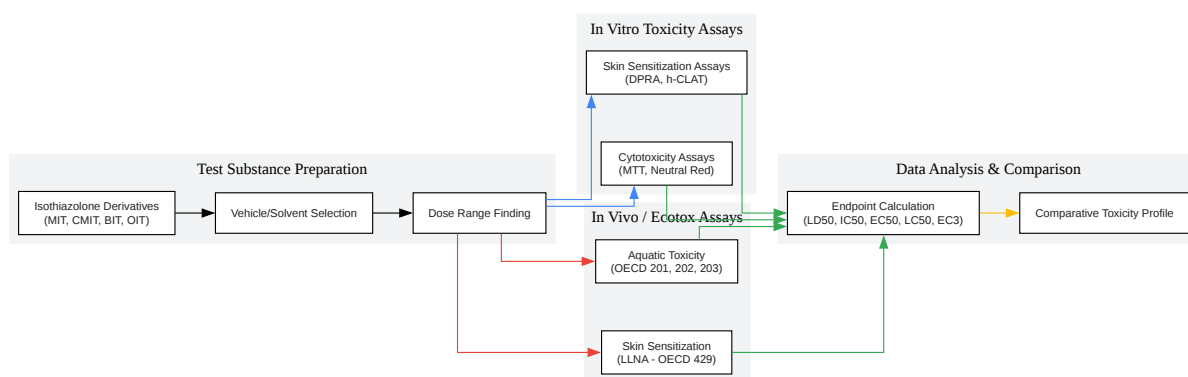 Test Substance Preparation
Isothiazolone Derivatives
(MIT, CMIT, BIT, OIT)
Vehicle/Solvent Selection
Dose Range Finding
In Vitro Toxicity Assays
Skin Sensitization Assays
(DPRA, h-CLAT)
Cytotoxicity Assays
(MTT, Neutral Red)
In Vivo / Ecotox Assays
Aquatic Toxicity
(OECD 201, 202, 203)
Skin Sensitization
(LLNA - OECD 429)
Data Analysis & Comparison
Endpoint Calculation
(LD50, IC50, EC50, LC50, EC3)
Comparative Toxicity Profile